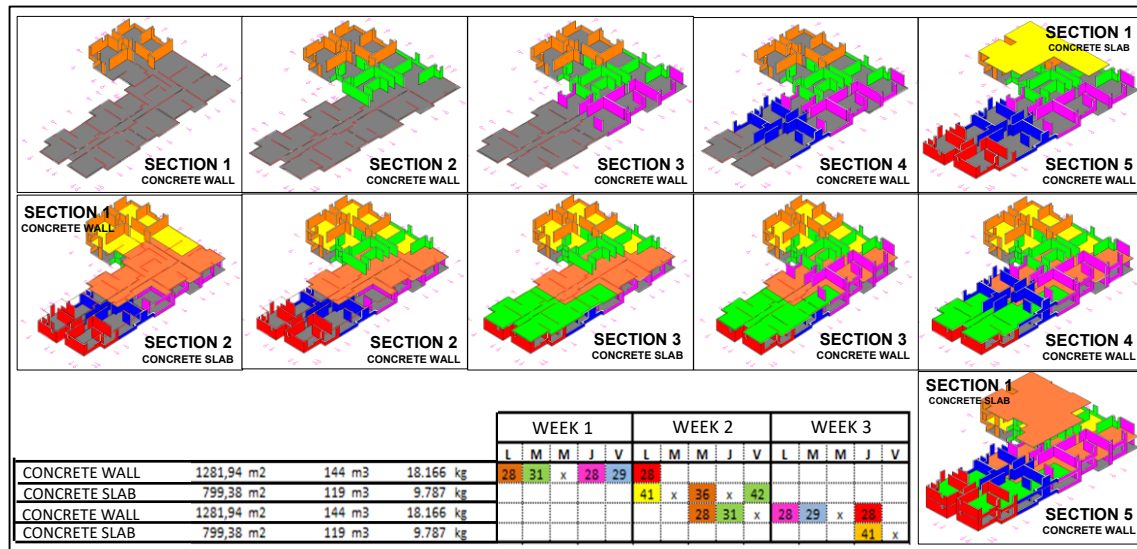 SECTION 1
CONCRETE WALL
SECTION 2
CONCRETE WALL
SECTION 3
CONCRETE WALL
SECTION 4
CONCRETE WALL
SECTION 1
CONCRETE SLAB
SECTION 5
CONCRETE WALL
SECTION 1
CONCRETE WALL
SECTION 2
CONCRETE SLAB
SECTION 2
CONCRETE WALL
SECTION 3
CONCRETE SLAB
SECTION 3
CONCRETE WALL
SECTION 4
CONCRETE WALL
SECTION 1
CONCRETE SLAB
SECTION 5
CONCRETE WALL
WEEK 1 WEEK 2 WEEK 3
L M M J V L M M J V L M M J V
CONCRETE WALL 1281,94 m2 144 m3 18.166 kg 28 31 x 28 29 28
CONCRETE SLAB 799,38 m2 119 m3 9.787 kg 41 x 36 x 42
CONCRETE WALL 1281,94 m2 144 m3 18.166 kg 28 31 x 28 29 x 28
CONCRETE SLAB 799,38 m2 119 m3 9.787 kg 41 x